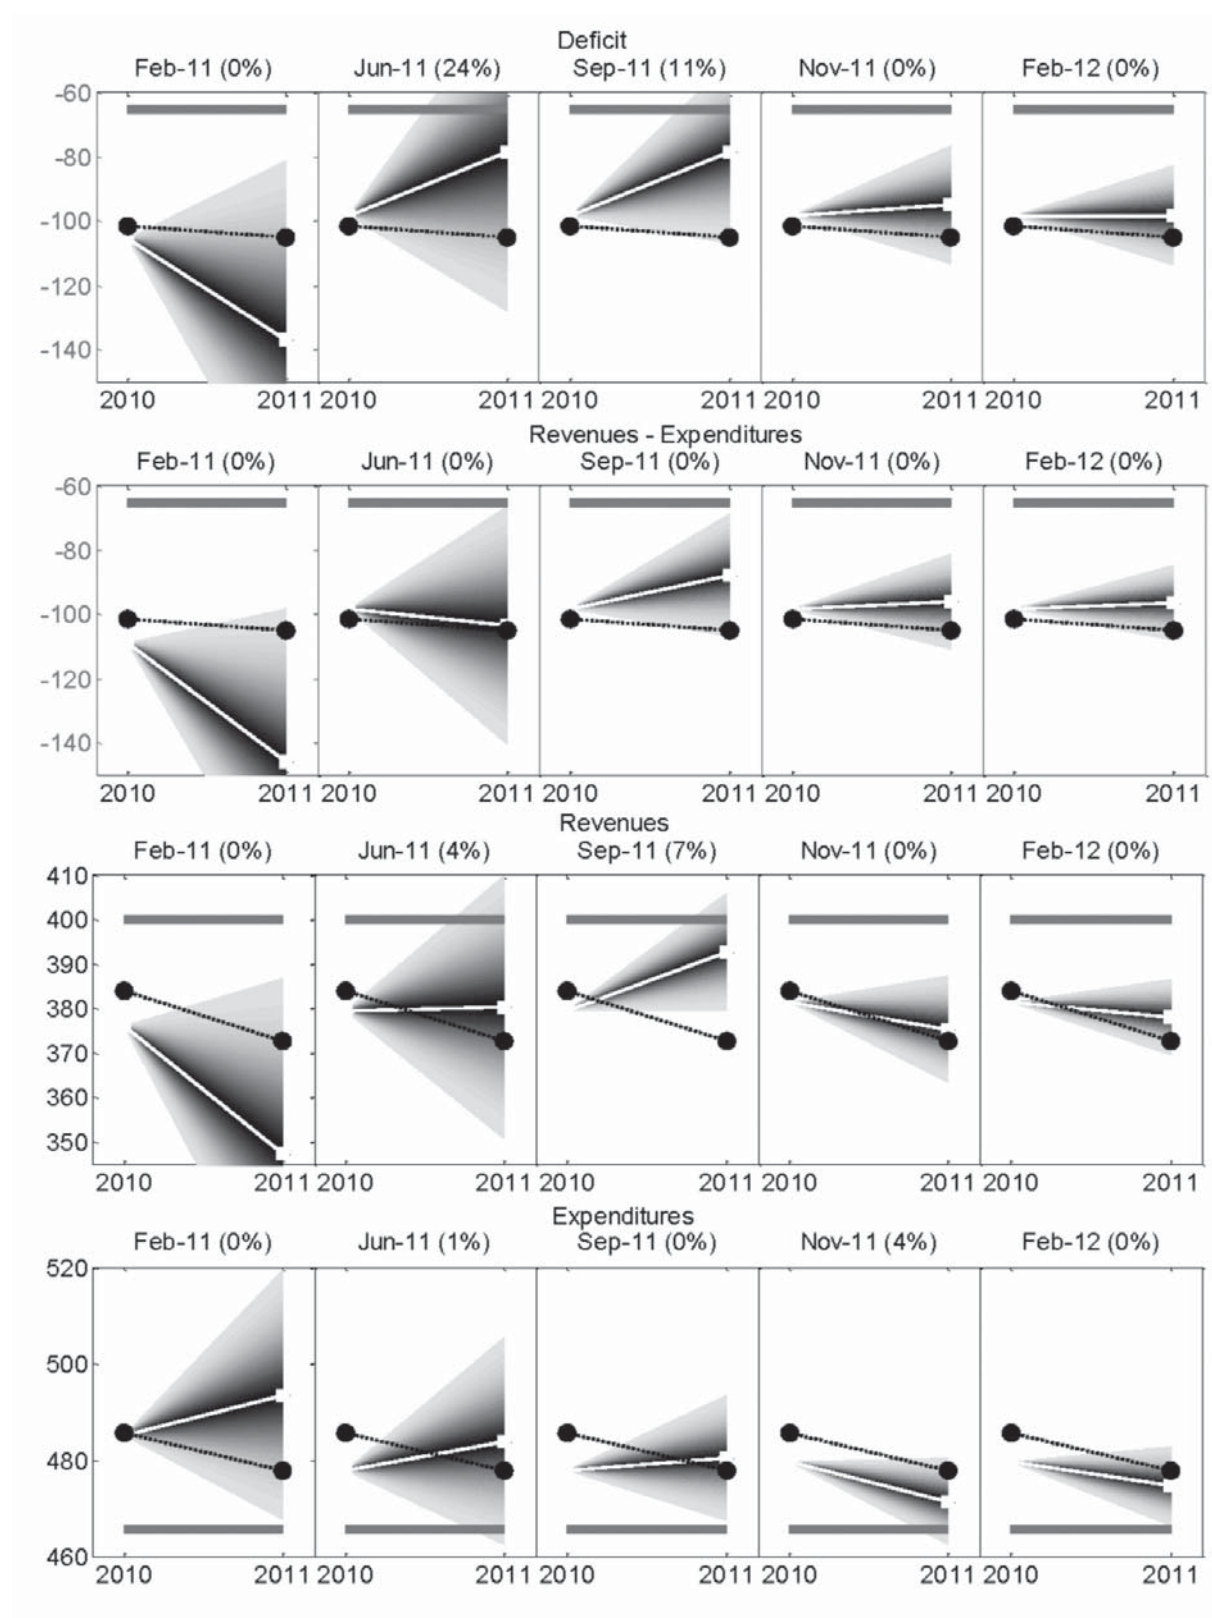 Deficit
Feb-11 (0%) Jun-11 (24%) Sep-11 (11%) Nov-11 (0%) Feb-12 (0%)
-60
-80
-100
-120
-140
2010 2011 2010 2011 2010 2011 2010 2011 2010 2011
Revenues - Expenditures
Feb-11 (0%) Jun-11 (0%) Sep-11 (0%) Nov-11 (0%) Feb-12 (0%)
-60
-80
-100
-120
-140
2010 2011 2010 2011 2010 2011 2010 2011 2010 2011
Revenues
Feb-11 (0%) Jun-11 (4%) Sep-11 (7%) Nov-11 (0%) Feb-12 (0%)
410
400
390
380
370
360
350
2010 2011 2010 2011 2010 2011 2010 2011 2010 2011
Expenditures
Feb-11 (0%) Jun-11 (1%) Sep-11 (0%) Nov-11 (4%) Feb-12 (0%)
520
500
480
460
2010 2011 2010 2011 2010 2011 2010 2011 2010 2011